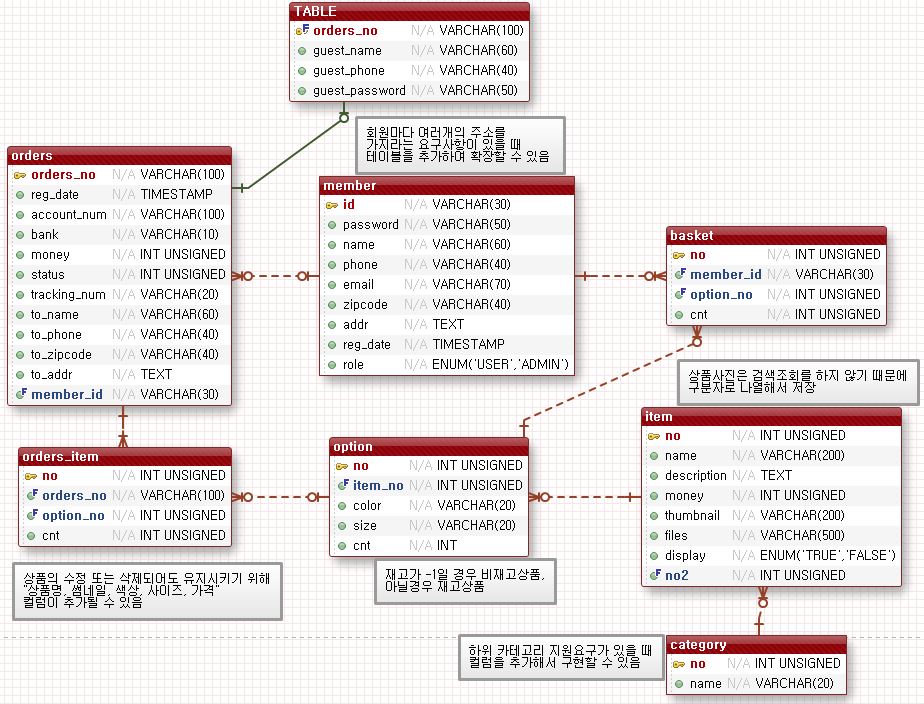 TABLE
orders_no N/A VARCHAR(100)
guest_name N/A VARCHAR(60)
guest_phone N/A VARCHAR(40)
guest_password N/A VARCHAR(50)
회원마다 여러개의 주소를
가지라는 요구사항이 있을 때
테이블을 추가하여 확장할 수 있음
orders
orders_no N/A VARCHAR(100)
reg_date N/A TIMESTAMP
account_num N/A VARCHAR(100)
bank N/A VARCHAR(10)
money N/A INT UNSIGNED
status N/A INT UNSIGNED
tracking_num N/A VARCHAR(20)
to_name N/A VARCHAR(60)
to_phone N/A VARCHAR(40)
to_zipcode N/A VARCHAR(40)
to_addr N/A TEXT
member_id N/A VARCHAR(30)
member
id N/A VARCHAR(30)
password N/A VARCHAR(50)
name N/A VARCHAR(60)
phone N/A VARCHAR(40)
email N/A VARCHAR(70)
zipcode N/A VARCHAR(40)
addr N/A TEXT
reg_date N/A TIMESTAMP
role N/A ENUM('USER','ADMIN')
basket
no N/A INT UNSIGNED
member_id N/A VARCHAR(30)
option_no N/A INT UNSIGNED
cnt N/A INT UNSIGNED
상품사진은 검색조회를 하지 않기 때문에
구분자로 나열해서 저장
orders_item
no N/A INT UNSIGNED
orders_no N/A VARCHAR(100)
option_no N/A INT UNSIGNED
cnt N/A INT UNSIGNED
option
no N/A INT UNSIGNED
item_no N/A INT UNSIGNED
color N/A VARCHAR(20)
size N/A VARCHAR(20)
cnt N/A INT
item
no N/A INT UNSIGNED
name N/A VARCHAR(200)
description N/A TEXT
money N/A INT UNSIGNED
thumbnail N/A VARCHAR(200)
files N/A VARCHAR(500)
display N/A ENUM('TRUE','FALSE')
no2 N/A INT UNSIGNED
상품의 수정 또는 삭제되어도 유지시키기 위해
"상품명, 썸네일, 색상, 사이즈, 가격"
컬럼이 추가될 수 있음
재고가 -1일 경우 비재고상품,
아닐경우 재고상품
하위 카테고리 지원요구가 있을 때
컬럼을 추가해서 구현할 수 있음
category
no N/A INT UNSIGNED
name N/A VARCHAR(20)